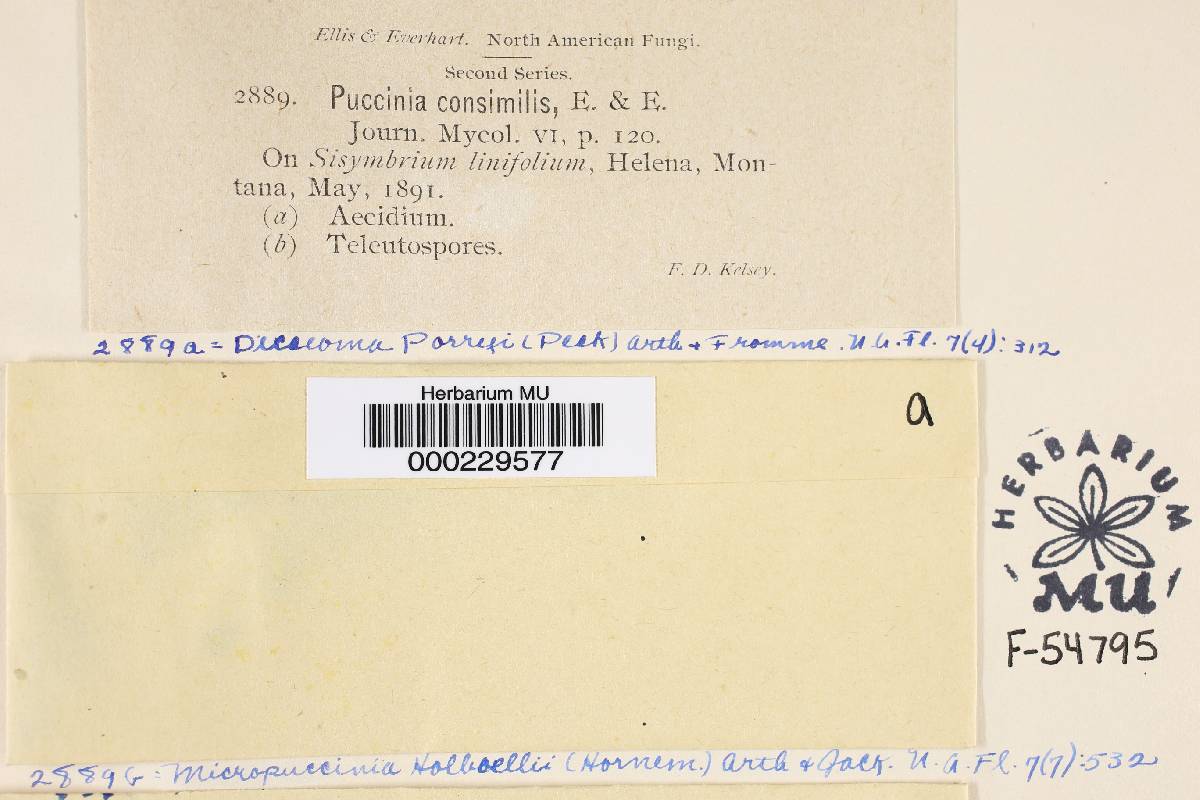 Ellis & Everhart. North American Fungi.
Second Series.
2889. Puccinia consimilis, E. & E.
Journ. Mycol. VI, p. 120.
On Sisymbrium linifolium, Helena, Mon-
tana, May, 1891.
(a) Aecidium.
(b) Teleutospores.
F. D. Kelsey.
2889a = Dicaeoma Porteri (Peck) Arth + Fromme. N.A. Fl. 7(4): 312
Herbarium MU
000229577
a
HERBARIUM
MU
F-54795
2889b = Micropuccinia Holboellii (Hornem.) Arth & Jack. N.A. Fl. 7(7):532